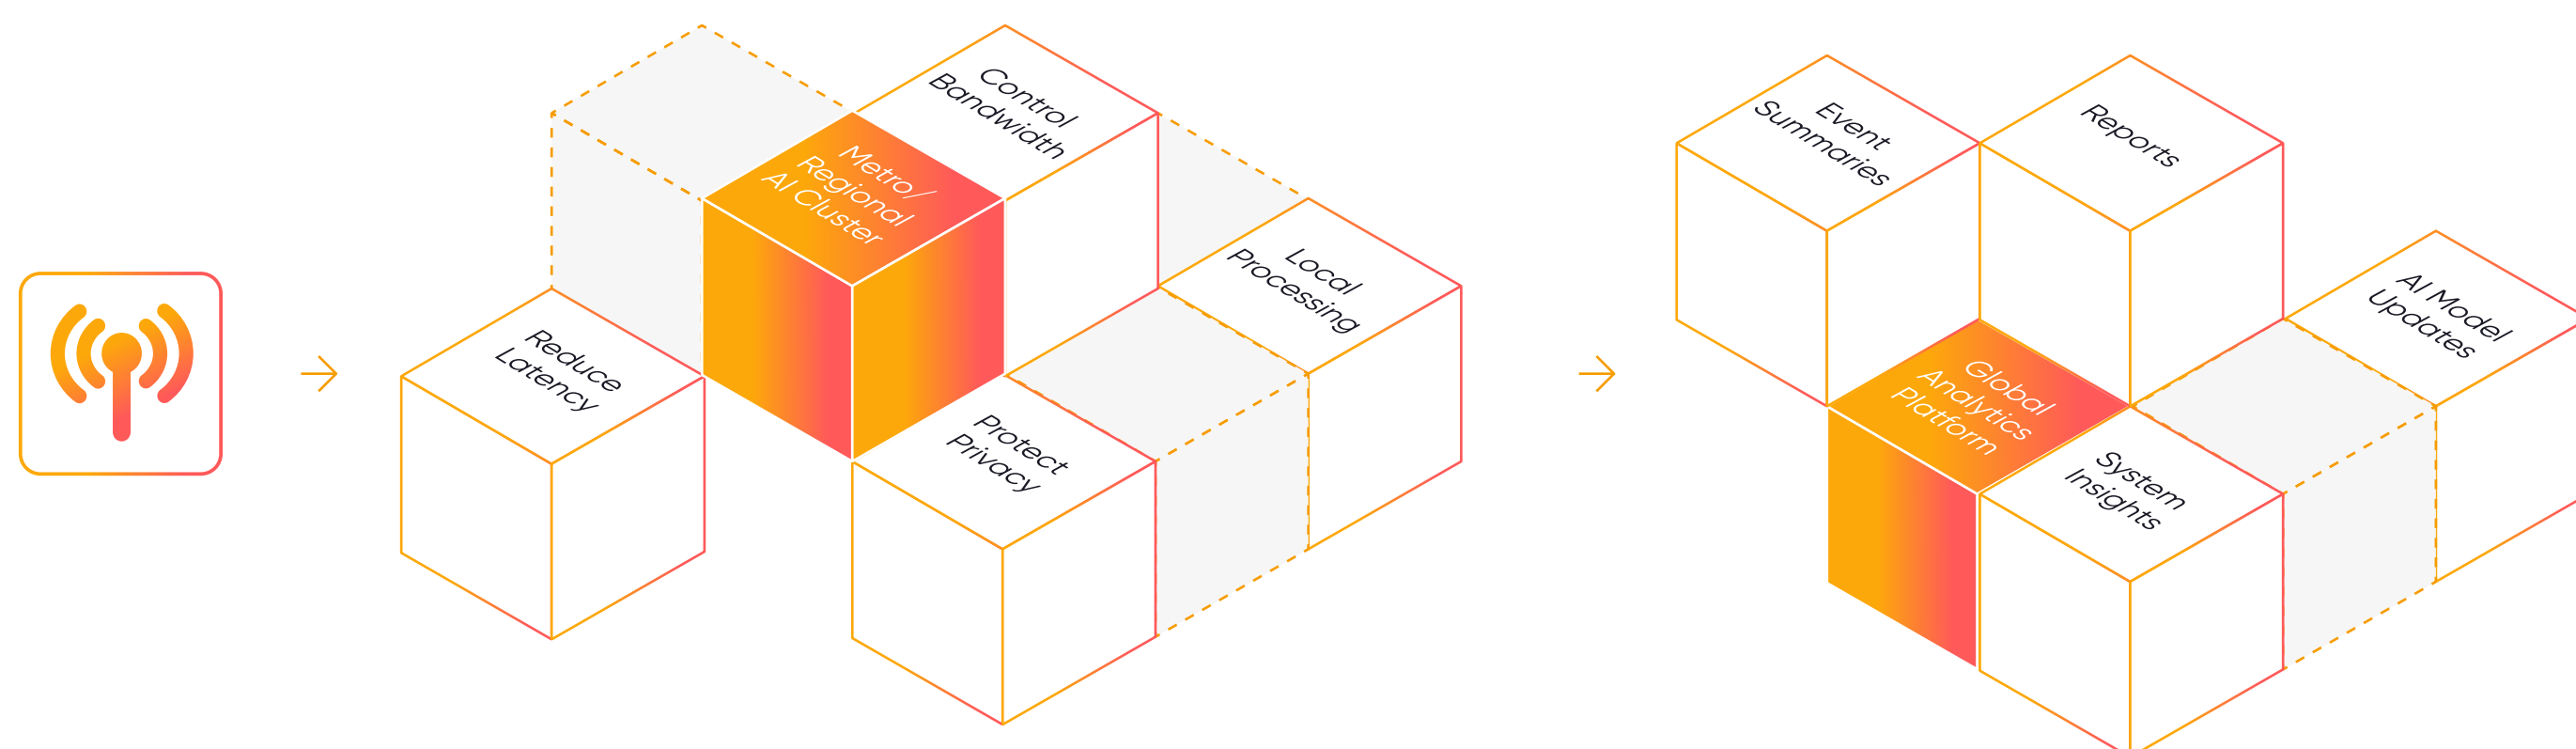 Control
Bandwidth
Metro/
Regional
AI Cluster
Local
Processing
Reduce
Latency
Protect
Privacy
Event
Summaries
Reports
AI Model
Updates
Global
Analytics
Platform
System
Insights